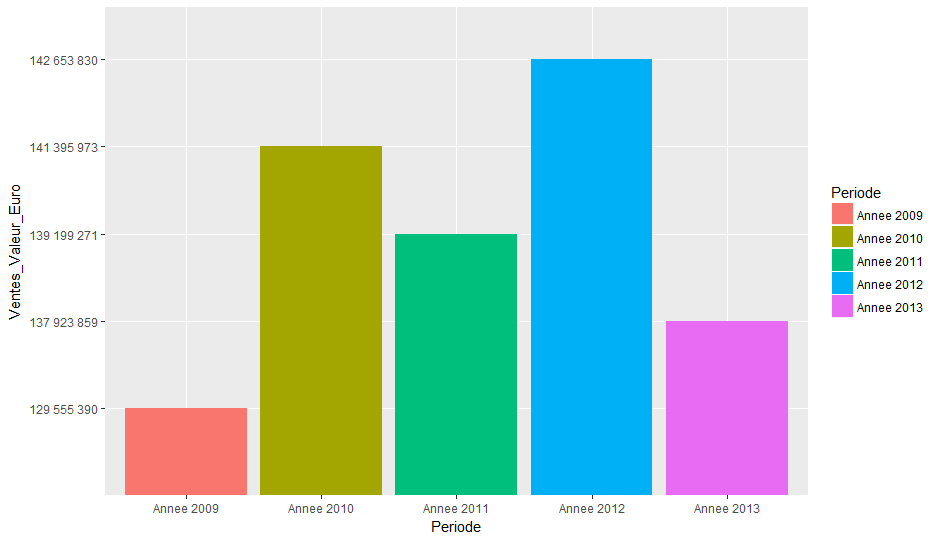 Ventes_Valeur_Euro
142 653 830
141 395 973
139 199 271
137 923 859
129 555 390
Annee 2009
Annee 2010
Annee 2011
Annee 2012
Annee 2013
Periode
Periode
Annee 2009
Annee 2010
Annee 2011
Annee 2012
Annee 2013